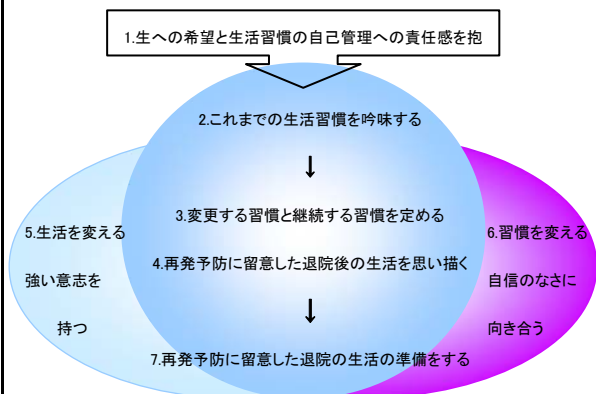 1.生への希望と生活習慣の自己管理への責任感を抱
2.これまでの生活習慣を吟味する
↓
3.変更する習慣と継続する習慣を定める
4.再発予防に留意した退院後の生活を思い描く
↓
7.再発予防に留意した退院の生活の準備をする
5.生活を変える
強い意志を
持つ
6.習慣を変える
自信のなさに
向き合う